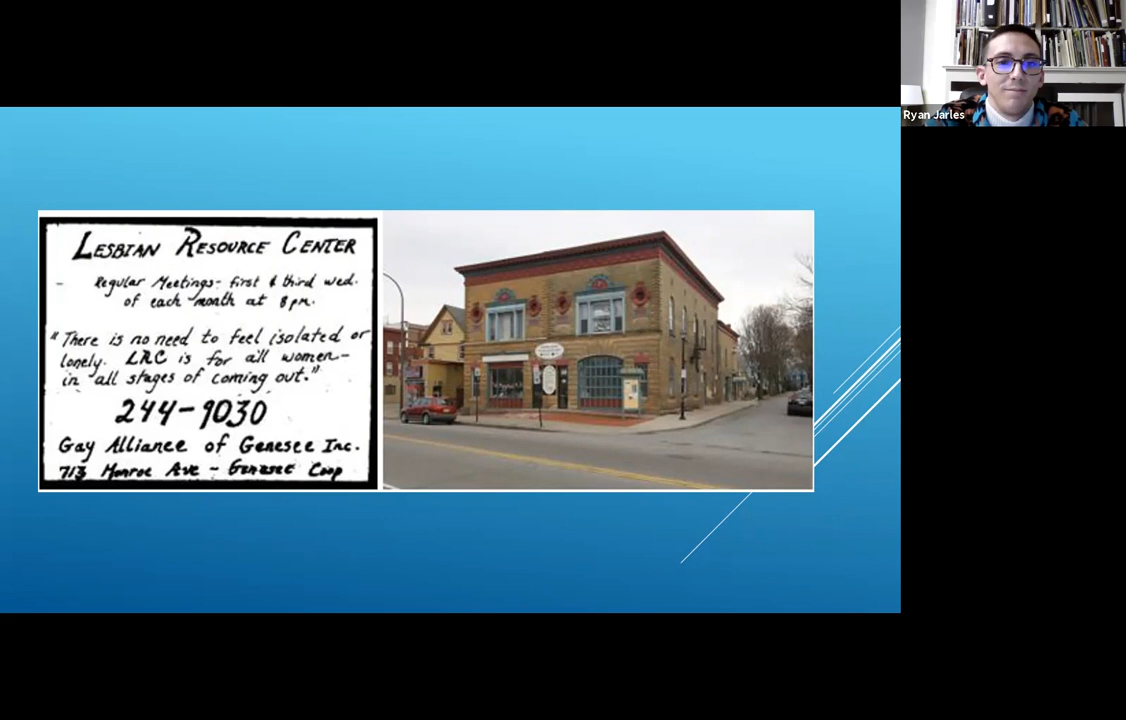 LESBIAN RESOURCE CENTER
- Regular Meetings - first & third wed.
of each month at 8 pm.
"There is no need to feel isolated or
lonely. LRC is for all women-
in all stages of coming out."
244-9030
Gay Alliance of Genesee Inc.
713 Monroe Ave - Genesee Coop
Ryan Jarles